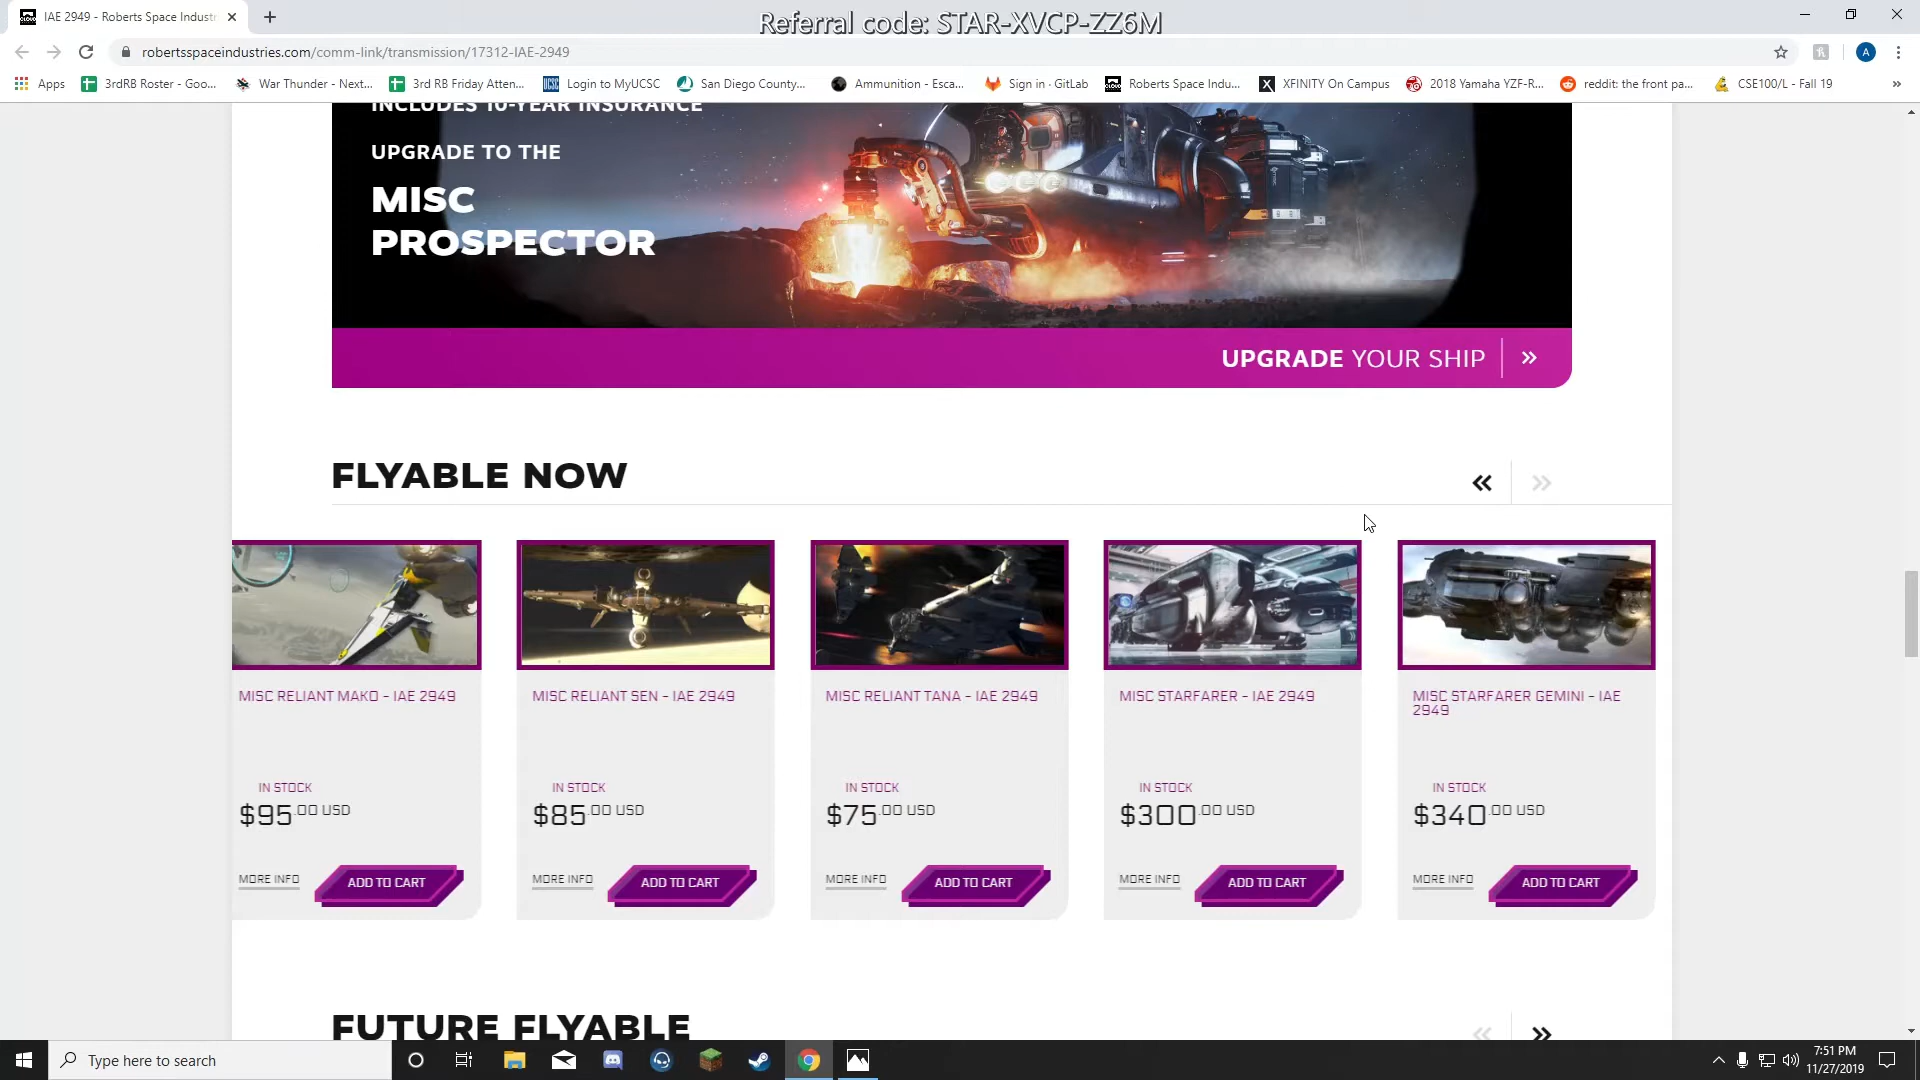 IAE 2949 - Roberts Space Industr
Referral code: STAR-XVCP-ZZ6M
robertsspaceindustries.com/comm-link/transmission/17312-IAE-2949
A
Apps
3rdRB Roster - Goo...
War Thunder - Next...
3rd RB Friday Atten...
Login to MyUCSC
San Diego County...
Ammunition - Esca...
Sign in · GitLab
Roberts Space Indu...
XFINITY On Campus
2018 Yamaha YZF-R...
reddit: the front pa...
CSE100/L - Fall 19
INCLUDES 10-YEAR INSURANCE
UPGRADE TO THE
MISC
PROSPECTOR
UPGRADE YOUR SHIP
FLYABLE NOW
MISC RELIANT MAKO - IAE 2949
IN STOCK
$95.00 USD
MORE INFO
ADD TO CART
MISC RELIANT SEN - IAE 2949
IN STOCK
$85.00 USD
MORE INFO
ADD TO CART
MISC RELIANT TANA - IAE 2949
IN STOCK
$75.00 USD
MORE INFO
ADD TO CART
MISC STARFARER - IAE 2949
IN STOCK
$300.00 USD
MORE INFO
ADD TO CART
MISC STARFARER GEMINI - IAE
2949
IN STOCK
$340.00 USD
MORE INFO
ADD TO CART
FUTURE FLYABLE
Type here to search
7:51 PM
11/27/2019